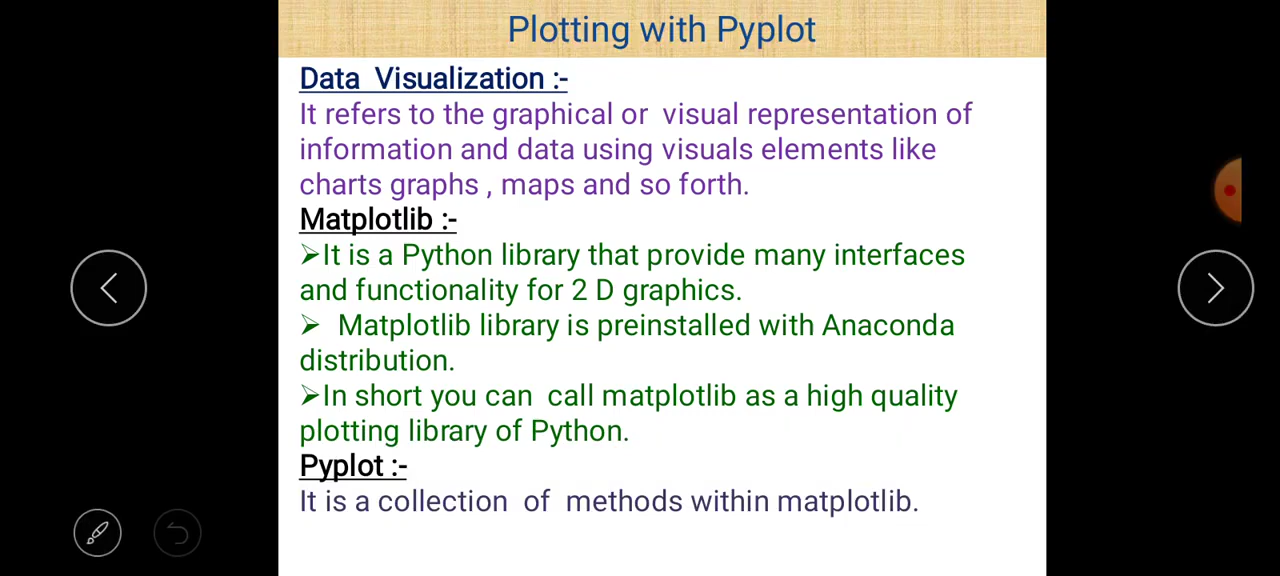 Plotting with Pyplot
Data Visualization :-
It refers to the graphical or visual representation of
information and data using visuals elements like
charts graphs , maps and so forth.
Matplotlib :-
➢It is a Python library that provide many interfaces
and functionality for 2 D graphics.
➢ Matplotlib library is preinstalled with Anaconda
distribution.
➢In short you can call matplotlib as a high quality
plotting library of Python.
Pyplot :-
It is a collection of methods within matplotlib.